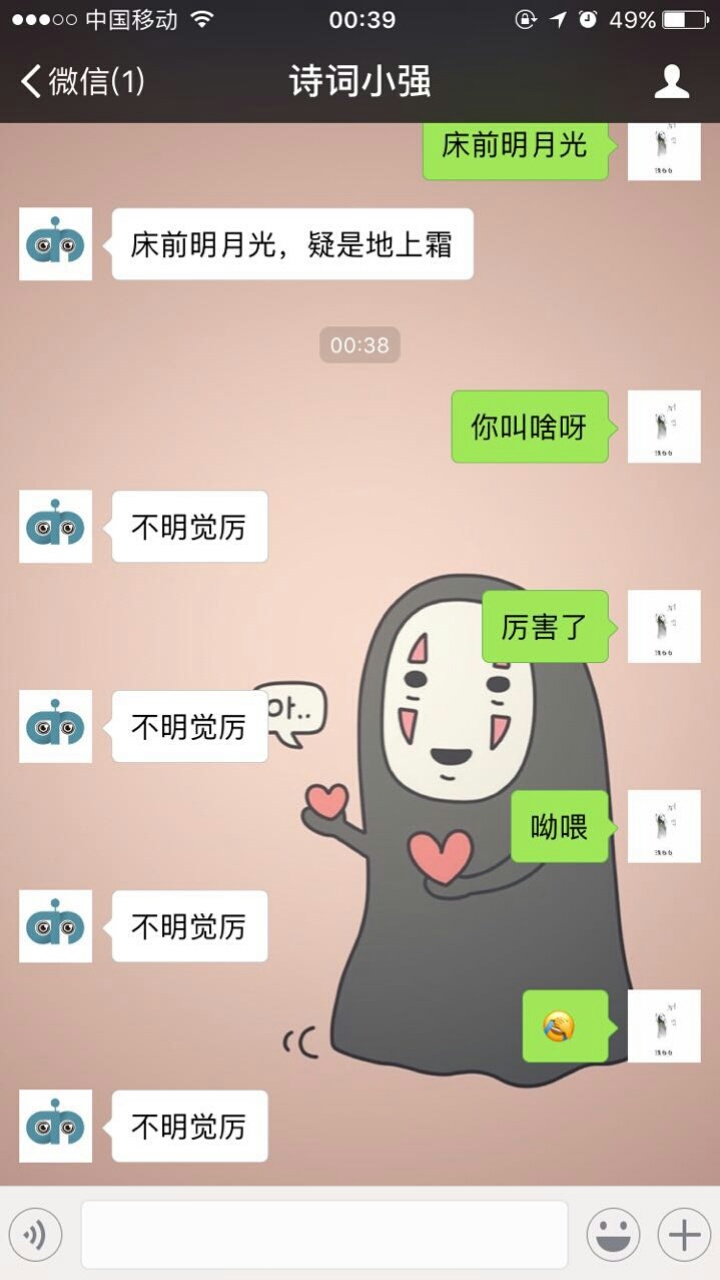 中国移动
00:39
49%
微信(1)
诗词小强
床前明月光
床前明月光，疑是地上霜
00:38
你叫啥呀
不明觉厉
厉害了
不明觉厉
아..
呦喂
不明觉厉
😂
不明觉厉